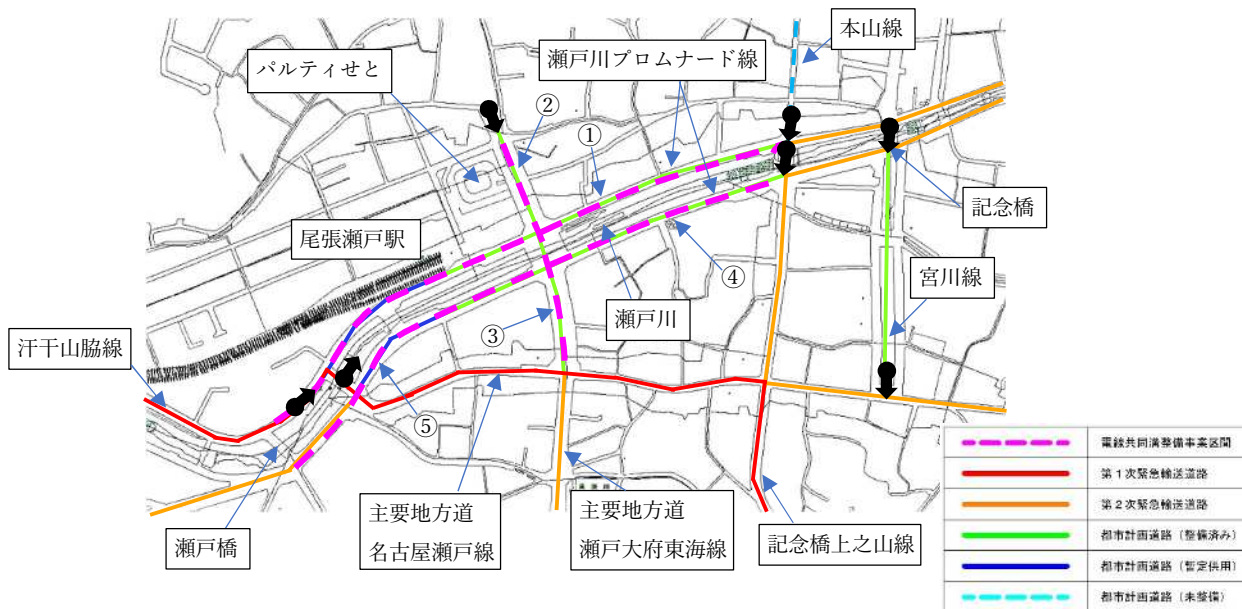 本山線
瀬戸川プロムナード線
パルティせと
②
①
記念橋
尾張瀬戸駅
④
宮川線
瀬戸川
③
汗干山脇線
⑤
主要地方道
名古屋瀬戸線
主要地方道
瀬戸大府東海線
記念橋上之山線
瀬戸橋
電線共同溝整備事業区間
第1次緊急輸送道路
第2次緊急輸送道路
都市計画道路（整備済み）
都市計画道路（暫定供用）
都市計画道路（未整備）